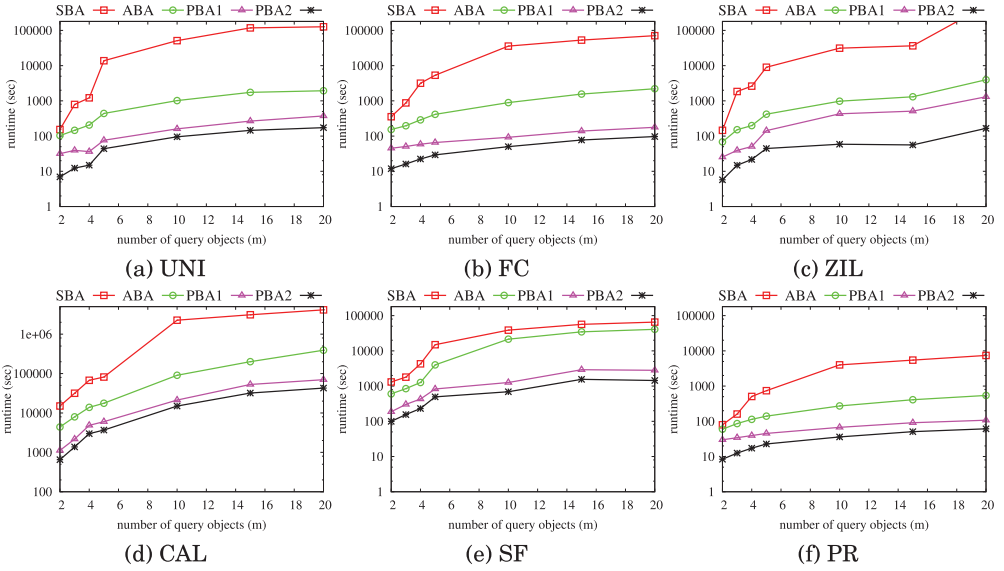 SBA ABA PBA1 PBA2
100000
10000
1000
100
10
1
runtime (sec)
2 4 6 8 10 12 14 16 18 20
number of query objects (m)
(a) UNI
SBA ABA PBA1 PBA2
100000
10000
1000
100
10
1
runtime (sec)
2 4 6 8 10 12 14 16 18 20
number of query objects (m)
(b) FC
SBA ABA PBA1 PBA2
100000
10000
1000
100
10
1
runtime (sec)
2 4 6 8 10 12 14 16 18 20
number of query objects (m)
(c) ZIL
SBA ABA PBA1 PBA2
1e+06
100000
10000
1000
100
runtime (sec)
2 4 6 8 10 12 14 16 18 20
number of query objects (m)
(d) CAL
SBA ABA PBA1 PBA2
100000
10000
1000
100
10
1
runtime (sec)
2 4 6 8 10 12 14 16 18 20
number of query objects (m)
(e) SF
SBA ABA PBA1 PBA2
100000
10000
1000
100
10
1
runtime (sec)
2 4 6 8 10 12 14 16 18 20
number of query objects (m)
(f) PR